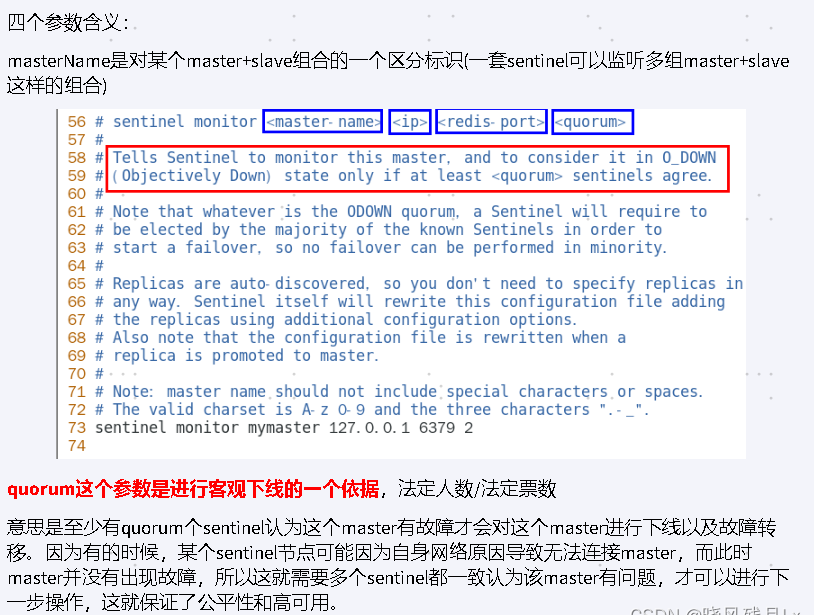 四个参数含义：
masterName是对某个master+slave组合的一个区分标识(一套sentinel可以监听多组master+slave
这样的组合)
56 # sentinel monitor <master-name> <ip> <redis-port> <quorum>
57 #
58 # Tells Sentinel to monitor this master, and to consider it in O_DOWN
59 # (Objectively Down) state only if at least <quorum> sentinels agree.
60 #
61 # Note that whatever is the ODOWN quorum, a Sentinel will require to
62 # be elected by the majority of the known Sentinels in order to
63 # start a failover, so no failover can be performed in minority.
64 #
65 # Replicas are auto-discovered, so you don't need to specify replicas in
66 # any way. Sentinel itself will rewrite this configuration file adding
67 # the replicas using additional configuration options.
68 # Also note that the configuration file is rewritten when a
69 # replica is promoted to master.
70 #
71 # Note: master name should not include special characters or spaces.
72 # The valid charset is A-z 0-9 and the three characters ".-_".
73 sentinel monitor mymaster 127.0.0.1 6379 2
74
quorum这个参数是进行客观下线的一个依据，法定人数/法定票数
意思是至少有quorum个sentinel认为这个master有故障才会对这个master进行下线以及故障转
移。因为有的时候，某个sentinel节点可能因为自身网络原因导致无法连接master，而此时
master并没有出现故障，所以这就需要多个sentinel都一致认为该master有问题，才可以进行下
一步操作，这就保证了公平性和高可用。